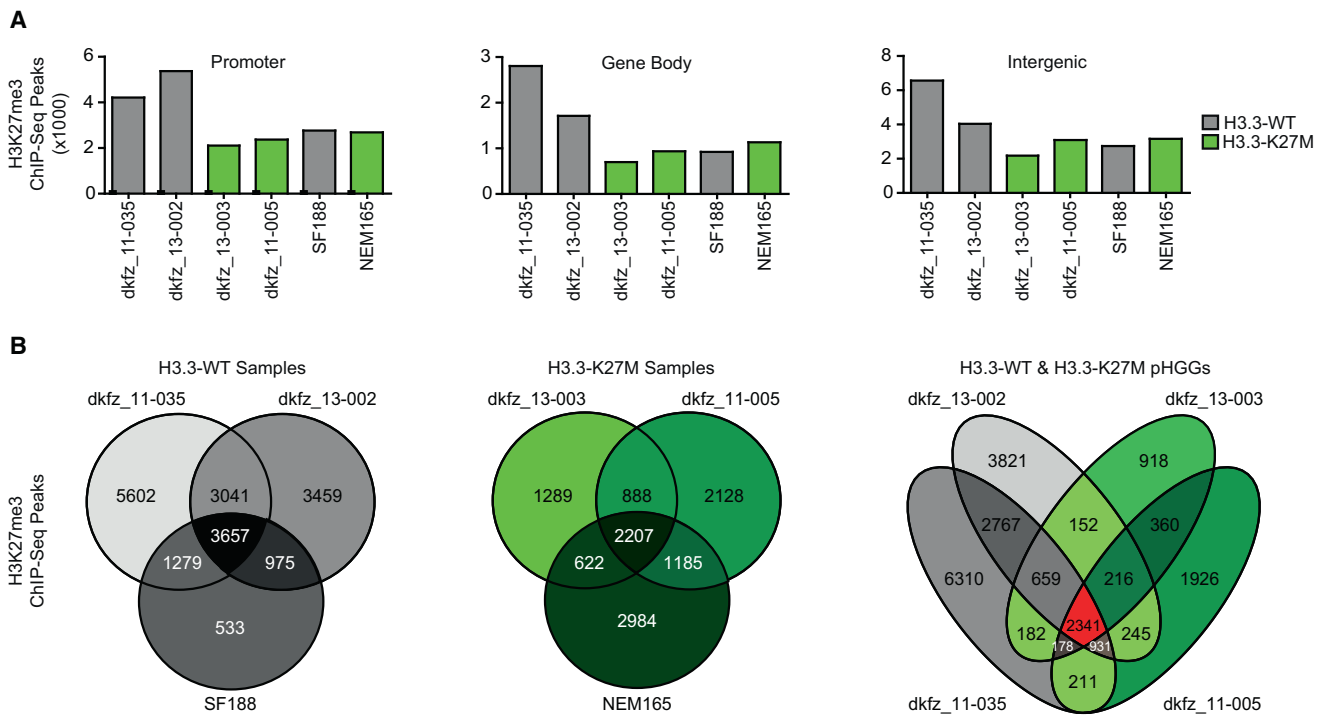 A
H3K27me3
ChIP-Seq Peaks
(x1000)
Promoter
6
4
2
0
dkfz_11-035
dkfz_13-002
dkfz_13-003
dkfz_11-005
SF188
NEM165
Gene Body
3
2
1
0
dkfz_11-035
dkfz_13-002
dkfz_13-003
dkfz_11-005
SF188
NEM165
Intergenic
8
6
4
2
0
dkfz_11-035
dkfz_13-002
dkfz_13-003
dkfz_11-005
SF188
NEM165
H3.3-WT
H3.3-K27M
B
H3K27me3
ChIP-Seq Peaks
H3.3-WT Samples
dkfz_11-035
dkfz_13-002
5602
3041
3459
3657
1279
975
533
SF188
H3.3-K27M Samples
dkfz_13-003
dkfz_11-005
1289
888
2128
2207
622
1185
2984
NEM165
H3.3-WT & H3.3-K27M pHGGs
dkfz_13-002
dkfz_13-003
3821
918
2767
152
360
6310
659
216
1926
182
2341
245
178
931
211
dkfz_11-035
dkfz_11-005